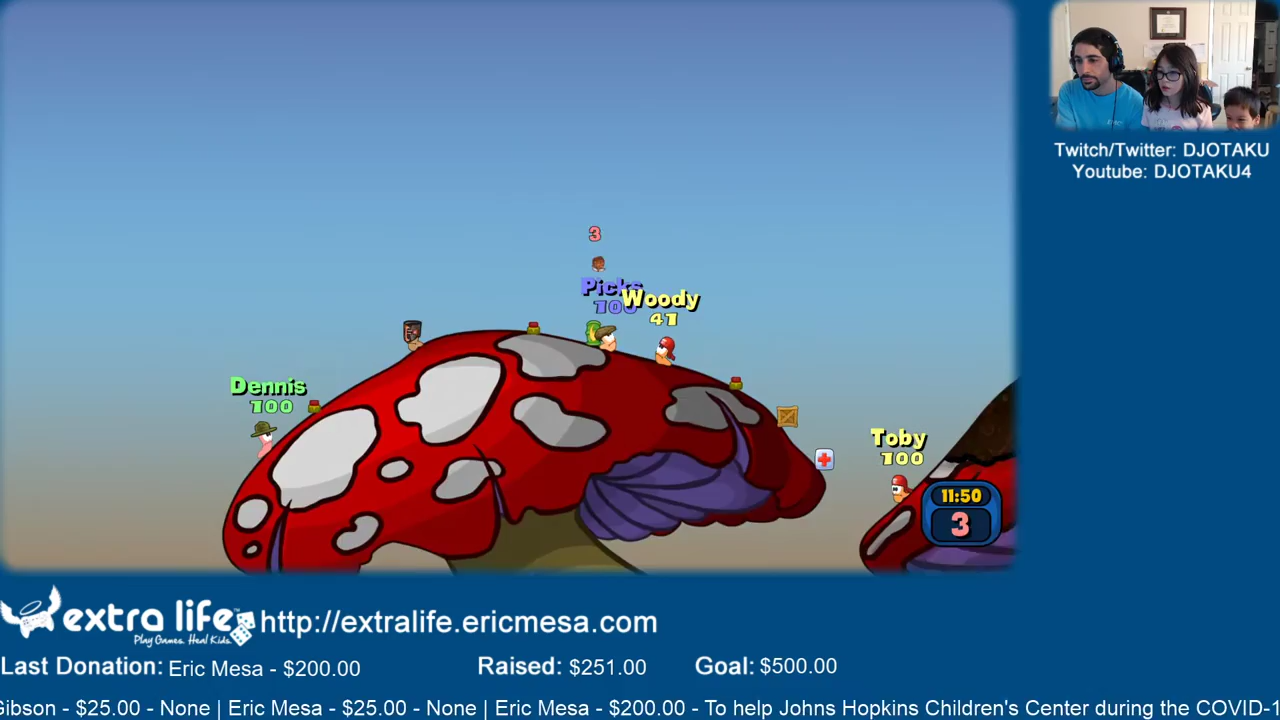 Twitch/Twitter: DJOTAKU
Youtube: DJOTAKU4
3
Picks
100
Woody
41
Dennis
100
Toby
100
11:50
3
extra life
Play Games. Heal Kids.
http://extralife.ericmesa.com
Last Donation: Eric Mesa - $200.00
Raised: $251.00
Goal: $500.00
Gibson - $25.00 - None | Eric Mesa - $25.00 - None | Eric Mesa - $200.00 - To help Johns Hopkins Children's Center during the COVID-1